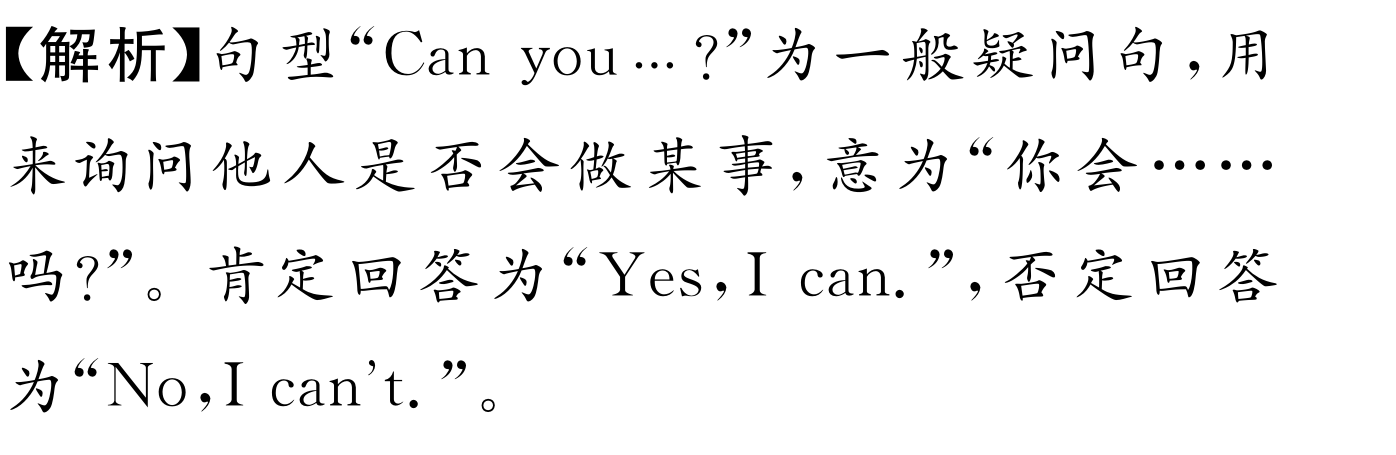 【解析】句型“Can you…?”为一般疑问句,用
来询问他人是否会做某事,意为“你会……
吗?”。肯定回答为“Yes,I can.”,否定回答
为“No,I can't.”。